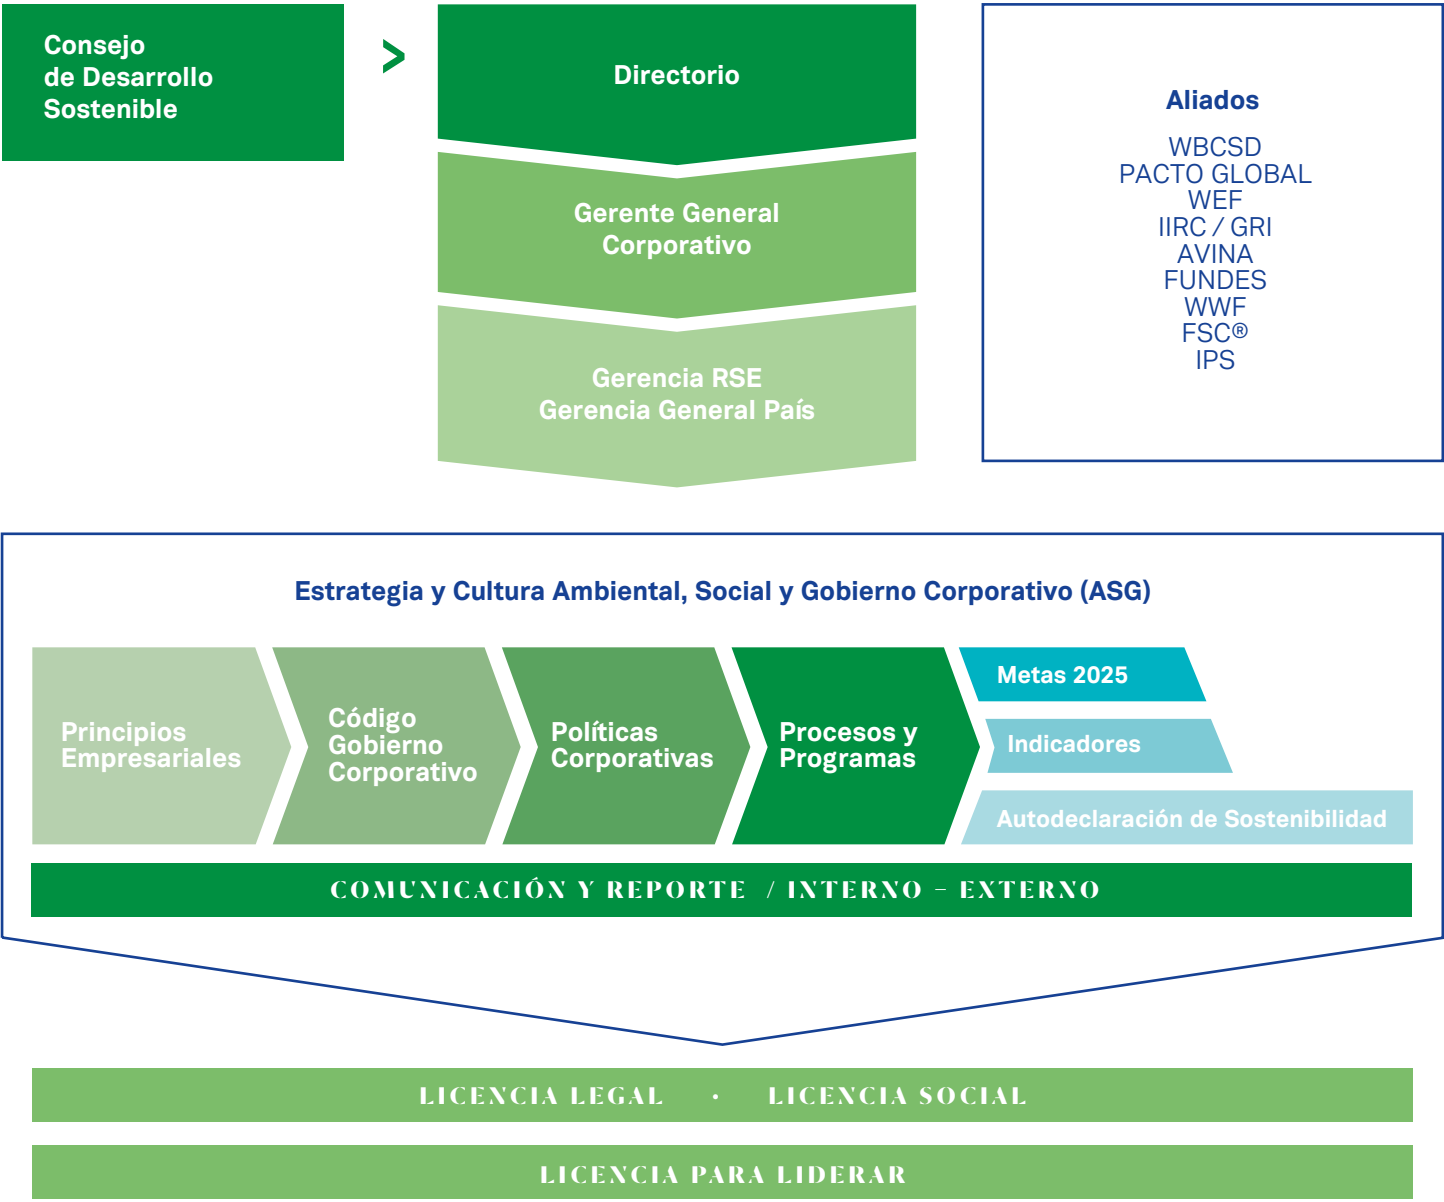 Consejo
de Desarrollo
Sostenible
>
Directorio
Gerente General
Corporativo
Gerencia RSE
Gerencia General País
Aliados
WBCSD
PACTO GLOBAL
WEF
IIRC / GRI
AVINA
FUNDES
WWF
FSC®
IPS
Estrategia y Cultura Ambiental, Social y Gobierno Corporativo (ASG)
Principios
Empresariales
Código
Gobierno
Corporativo
Políticas
Corporativas
Procesos y
Programas
Metas 2025
Indicadores
Autodeclaración de Sostenibilidad
COMUNICACIÓN Y REPORTE / INTERNO – EXTERNO
LICENCIA LEGAL • LICENCIA SOCIAL
LICENCIA PARA LIDERAR